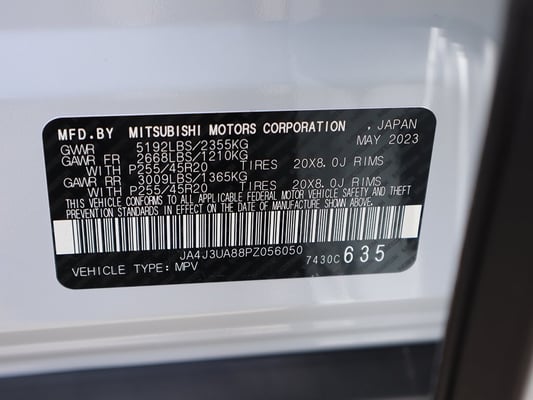 MFD.BY MITSUBISHI MOTORS CORPORATION , JAPAN
GVWR 5192LBS/2355KG MAY 2023
GAWR FR 2668LBS/1210KG
WITH P255/45R20 TIRES 20X8.0J RIMS
GAWR RR 3009LBS/1365KG
WITH P255/45R20 TIRES 20X8.0J RIMS
THIS VEHICLE CONFORMS TO ALL APPLICABLE FEDERAL MOTOR VEHICLE SAFETY AND THEFT
PREVENTION STANDARDS IN EFFECT ON THE DATE OF MANUFACTURE SHOWN ABOVE.
JA4J3UA88PZ056050
7430C 635
VEHICLE TYPE: MPV